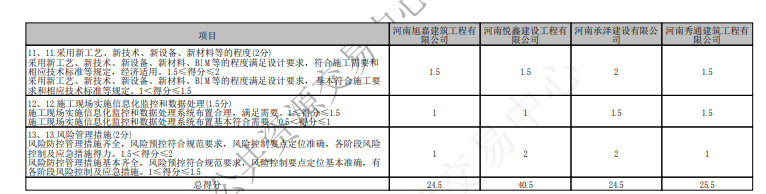 项目 河南旭嘉建筑工程有限公司 河南悦鑫建设工程有限公司 河南承泽建设有限公司 河南秀通建筑工程有限公司
11、11.采用新工艺、新技术、新设备、新材料等的程度(2分)
采用新工艺、新技术、新设备、新材料、BIM等的程度满足设计要求，符合施工需要和
相应技术标准等规定，经济适用。1.5≤得分≤2
采用新工艺、新技术、新设备、新材料、BIM等的程度满足设计要求，基本符合施工要
求和相应技术标准等规定。1<得分≤1.5
1.5 1.5 2 1.5
12、12.施工现场实施信息化监控和数据处理(1.5分)
施工现场实施信息化监控和数据处理系统布置合理，满足需要。1≤得分≤1.5
施工现场实施信息化监控和数据处理系统布置基本符合需要。0.5≤得分≤1
1 1 1.5 1.5
13、13.风险管理措施(2分)
风险防控管理措施齐全，风险预控符合规范要求，风险控制要点定位准确，各阶段风险
控制及应急措施得力。1.5<得分≤2
风险防控管理措施基本齐全，风险预控符合规范要求，风险控制要点定位基本准确，有
各阶段风险控制及应急措施。1≤得分≤1.5
1 2 2 1
总得分 24.5 40.5 24.5 25.5
公共资源交易中心
交易中心